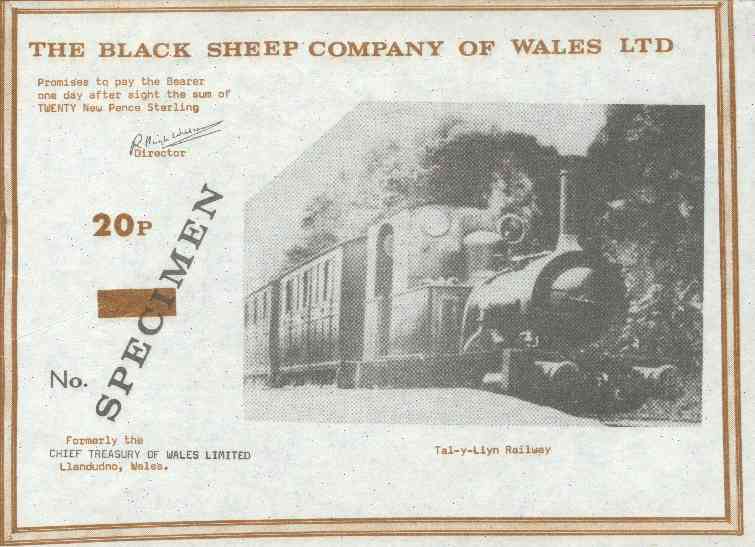 THE BLACK SHEEP COMPANY OF WALES LTD
Promises to pay the Bearer
one day after sight the sum of
TWENTY New Pence Sterling
Director
20P
SPECIMEN
No.
Formerly the
CHIEF TREASURY OF WALES LIMITED
Llandudno, Wales.
Tal-y-Llyn Railway